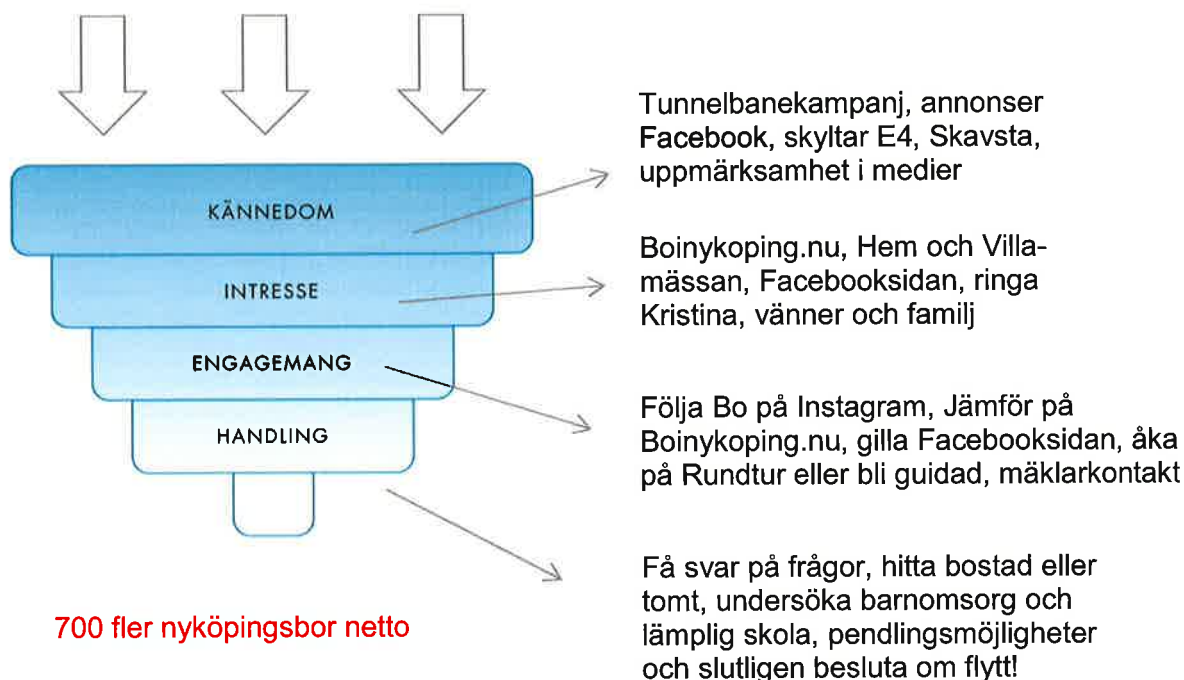 KÄNNEDOM
Tunnelbanekampanj, annonser
Facebook, skyltar E4, Skavsta,
uppmärksamhet i medier
INTRESSE
Boinykoping.nu, Hem och Villa-
mässan, Facebooksidan, ringa
Kristina, vänner och familj
ENGAGEMANG
Följa Bo på Instagram, Jämför på
Boinykoping.nu, gilla Facebooksidan, åka
på Rundtur eller bli guidad, mäklarkontakt
HANDLING
Få svar på frågor, hitta bostad eller
tomt, undersöka barnomsorg och
lämplig skola, pendlingsmöjligheter
och slutligen besluta om flytt!
700 fler nyköpingsbor netto